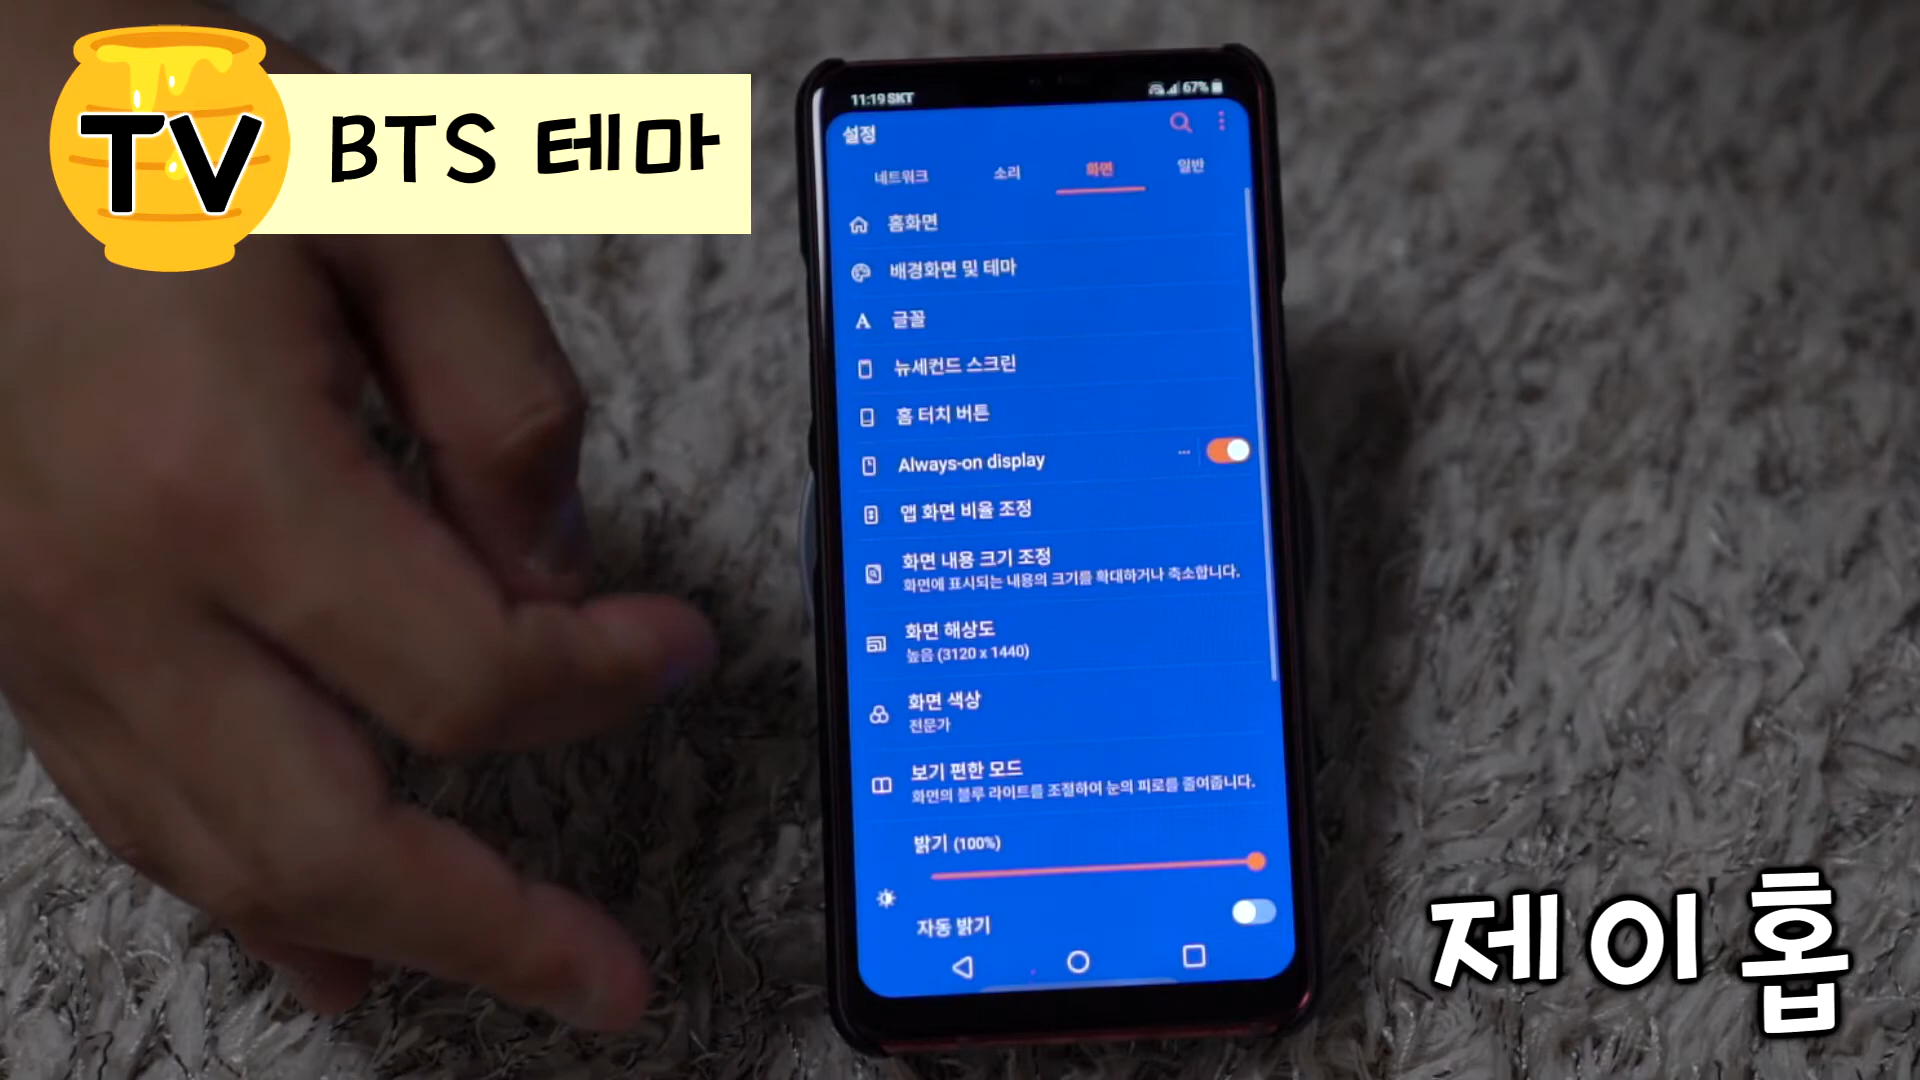 TV BTS 테마
11:19 SKT 67%
설정
네트워크 소리 화면 일반
홈화면
배경화면 및 테마
A 글꼴
뉴세컨드 스크린
홈 터치 버튼
Always-on display ...
앱 화면 비율 조정
화면 내용 크기 조정
화면에 표시되는 내용의 크기를 확대하거나 축소합니다.
화면 해상도
높음 (3120 x 1440)
화면 색상
전문가
보기 편한 모드
화면의 블루 라이트를 조절하여 눈의 피로를 줄여줍니다.
밝기 (100%)
자동 밝기
제이홉